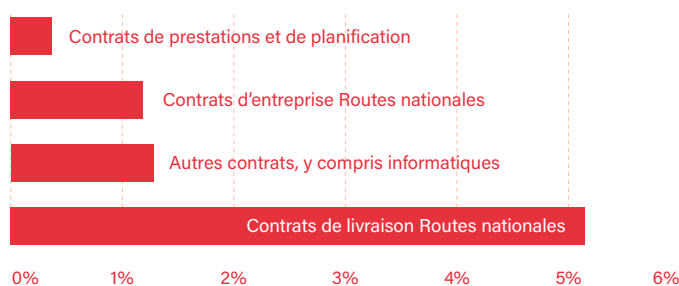 Contrats de prestations et de planification
Contrats d'entreprise Routes nationales
Autres contrats, y compris informatiques
Contrats de livraison Routes nationales
0% 1% 2% 3% 4% 5% 6%